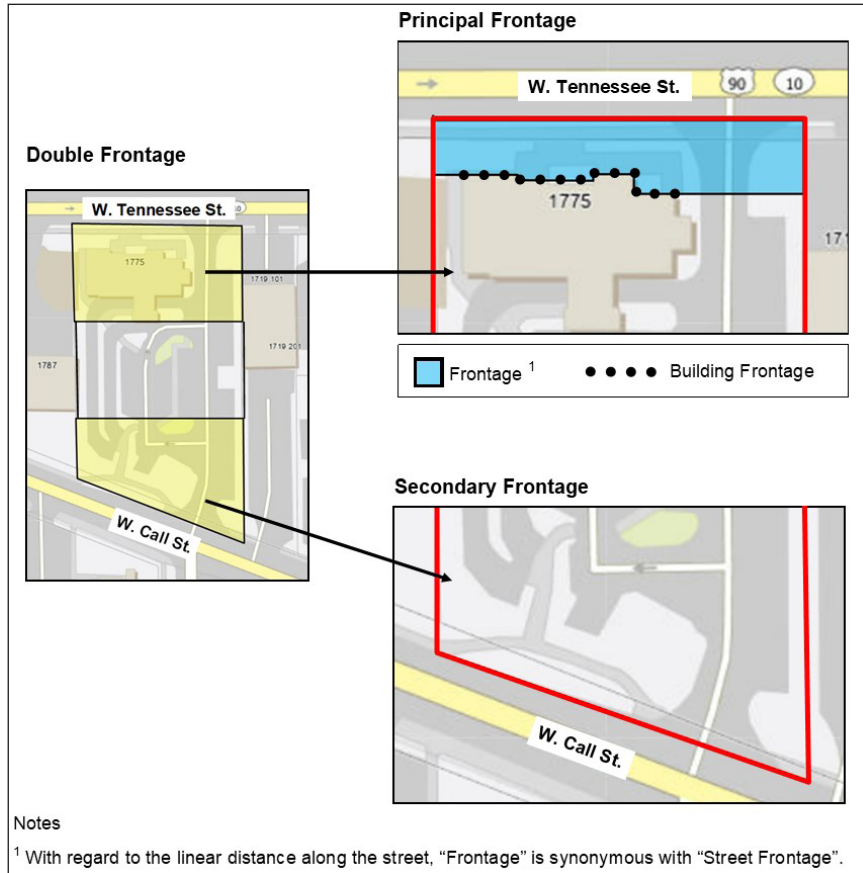 Principal Frontage
W. Tennessee St.
90
10
1775
Frontage 1
Building Frontage
Double Frontage
W. Tennessee St.
1775
1719 101
1719 201
1787
W. Call St.
Secondary Frontage
W. Call St.
Notes
1 With regard to the linear distance along the street, “Frontage” is synonymous with “Street Frontage”.